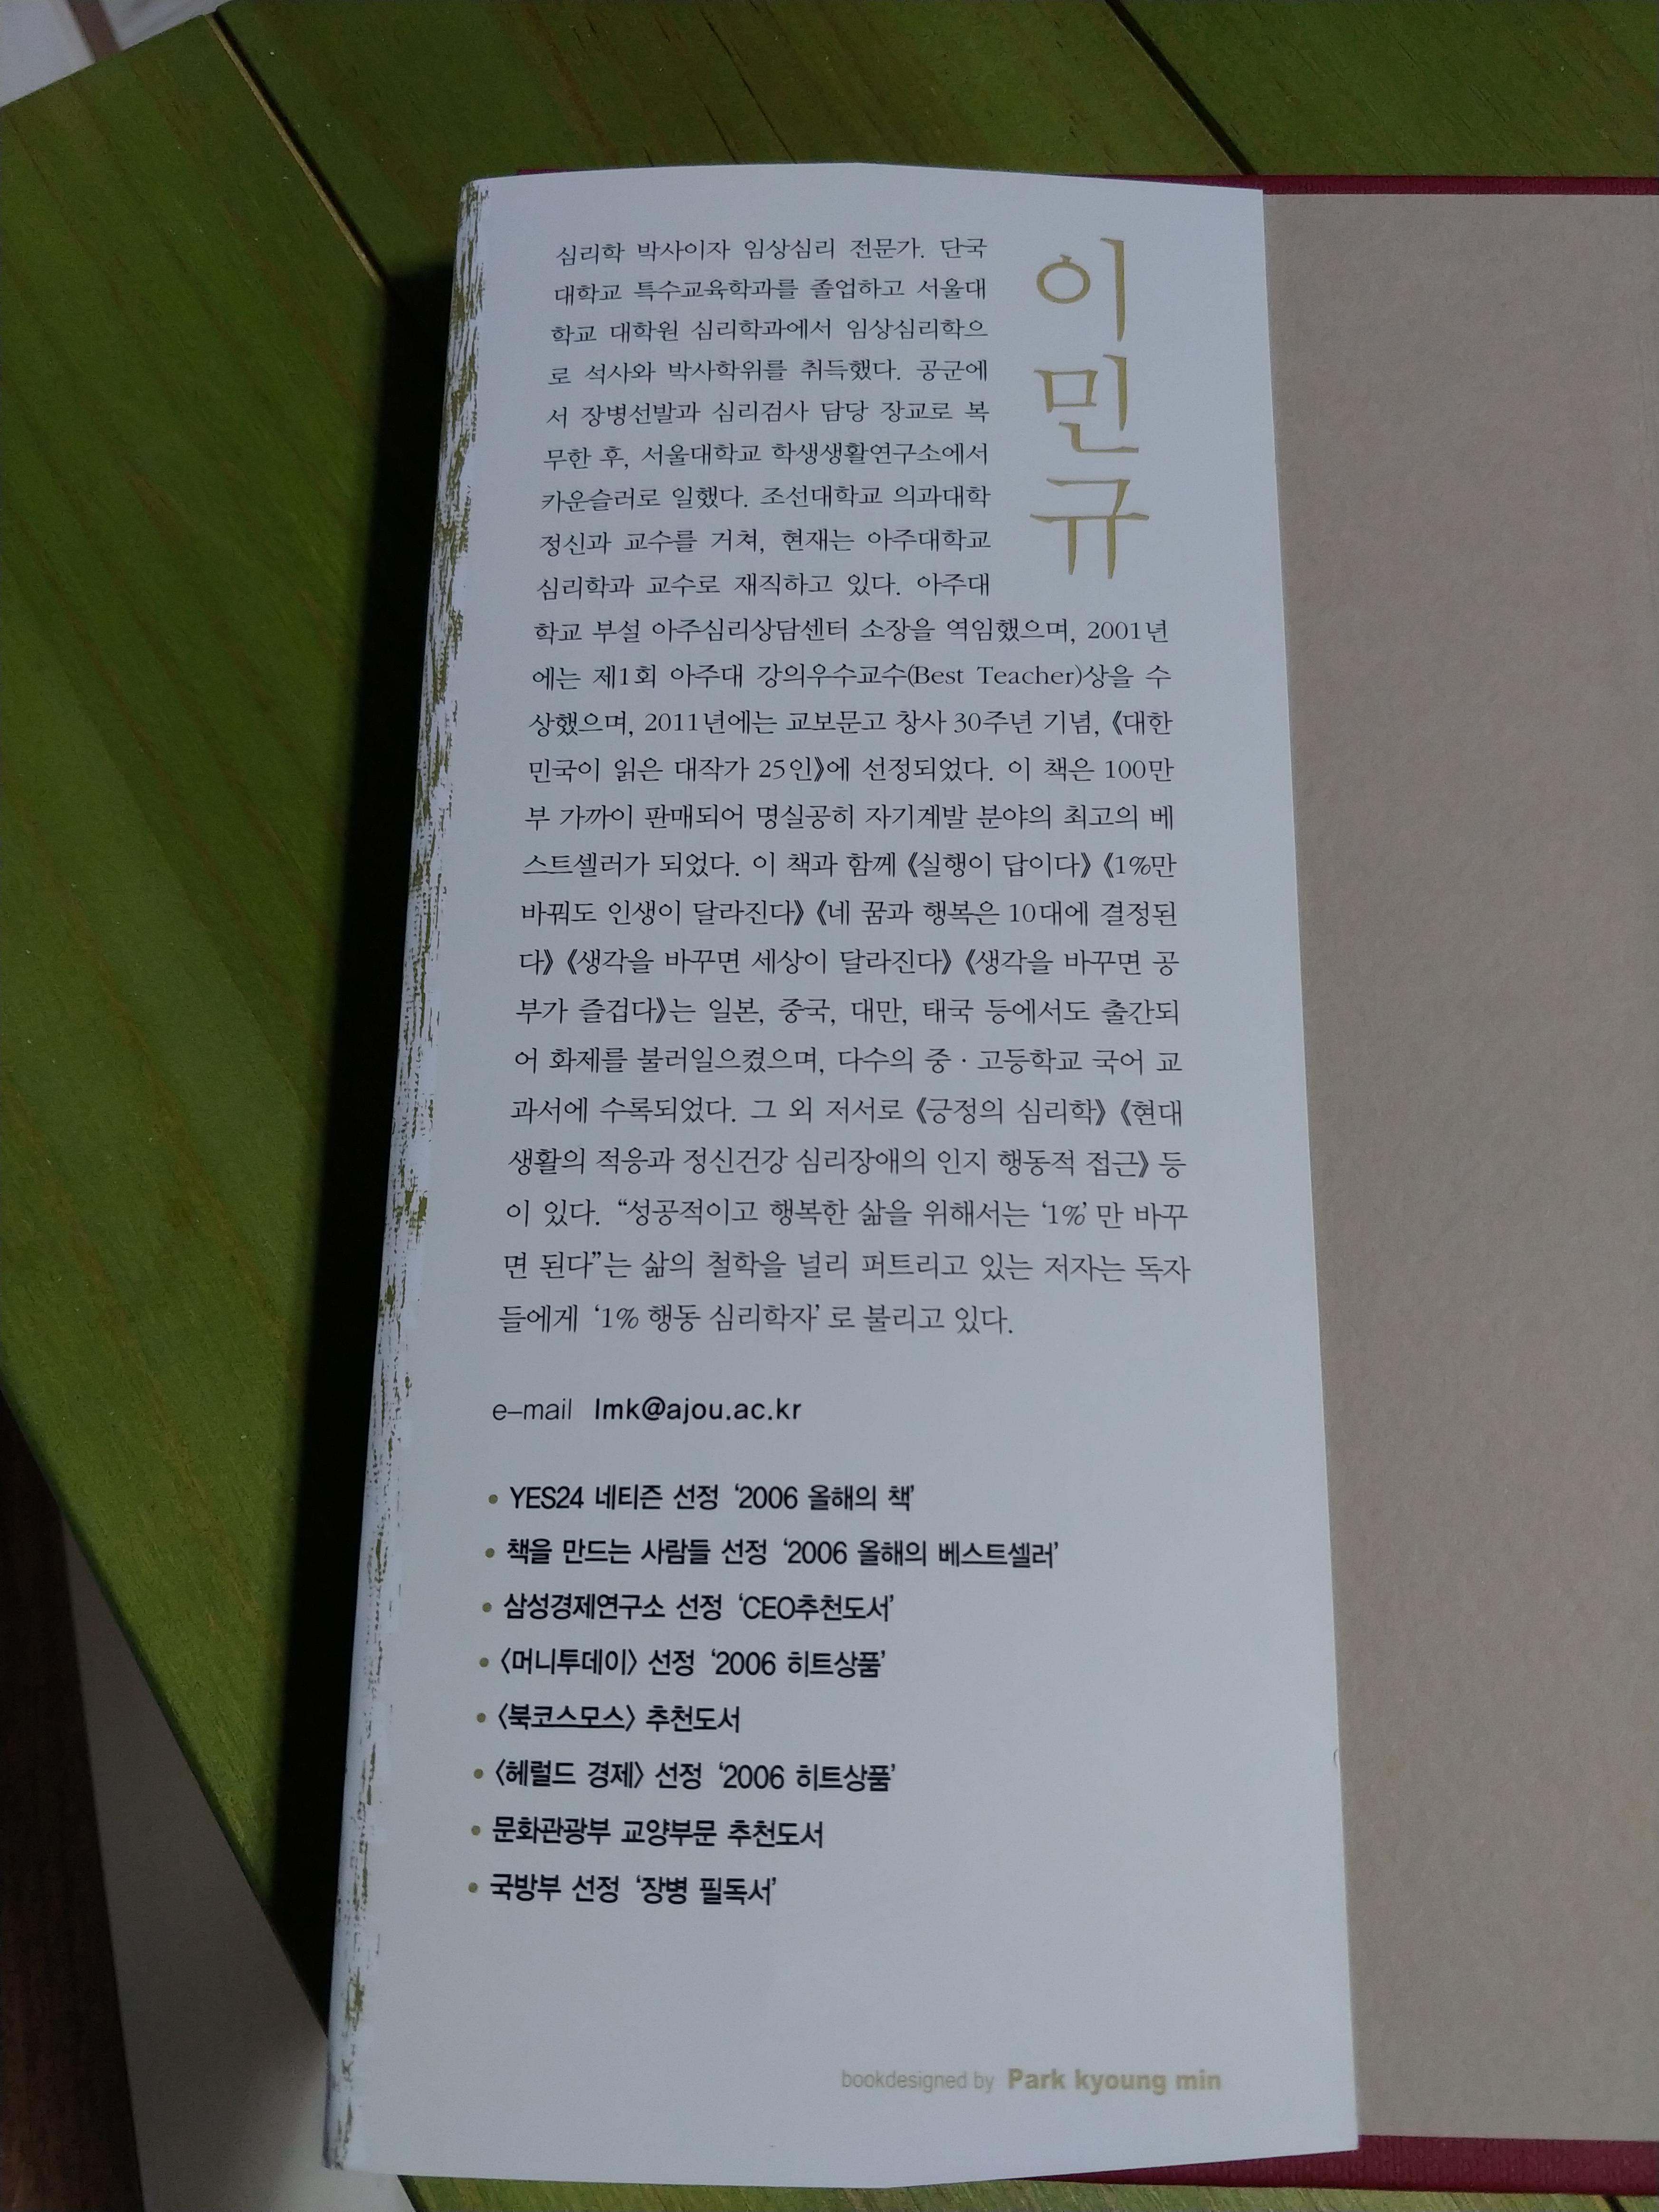 이민규
심리학 박사이자 임상심리 전문가. 단국
대학교 특수교육학과를 졸업하고 서울대
학교 대학원 심리학과에서 임상심리학으
로 석사와 박사학위를 취득했다. 공군에
서 장병선발과 심리검사 담당 장교로 복
무한 후, 서울대학교 학생생활연구소에서
카운슬러로 일했다. 조선대학교 의과대학
정신과 교수를 거쳐, 현재는 아주대학교
심리학과 교수로 재직하고 있다. 아주대
학교 부설 아주심리상담센터 소장을 역임했으며, 2001년
에는 제1회 아주대 강의우수교수(Best Teacher)상을 수
상했으며, 2011년에는 교보문고 창사 30주년 기념, 《대한
민국이 읽은 대작가 25인》에 선정되었다. 이 책은 100만
부 가까이 판매되어 명실공히 자기계발 분야의 최고의 베
스트셀러가 되었다. 이 책과 함께 《실행이 답이다》 《1%만
바꿔도 인생이 달라진다》 《네 꿈과 행복은 10대에 결정된
다》 《생각을 바꾸면 세상이 달라진다》 《생각을 바꾸면 공
부가 즐겁다》는 일본, 중국, 대만, 태국 등에서도 출간되
어 화제를 불러일으켰으며, 다수의 중 · 고등학교 국어 교
과서에 수록되었다. 그 외 저서로 《긍정의 심리학》 《현대
생활의 적응과 정신건강 심리장애의 인지 행동적 접근》 등
이 있다. “성공적이고 행복한 삶을 위해서는 ‘1%’ 만 바꾸
면 된다”는 삶의 철학을 널리 퍼트리고 있는 저자는 독자
들에게 ‘1% 행동 심리학자’ 로 불리고 있다.
e-mail lmk@ajou.ac.kr
• YES24 네티즌 선정 ‘2006 올해의 책’
• 책을 만드는 사람들 선정 ‘2006 올해의 베스트셀러’
• 삼성경제연구소 선정 ‘CEO추천도서’
• 〈머니투데이〉 선정 ‘2006 히트상품’
• 〈북코스모스〉 추천도서
• 〈헤럴드 경제〉 선정 ‘2006 히트상품’
• 문화관광부 교양부문 추천도서
• 국방부 선정 ‘장병 필독서’
bookdesigned by Park kyoung min